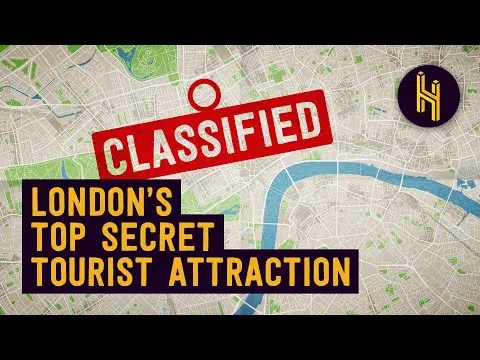 CLASSIFIED
LONDON'S
TOP SECRET
TOURIST ATTRACTION